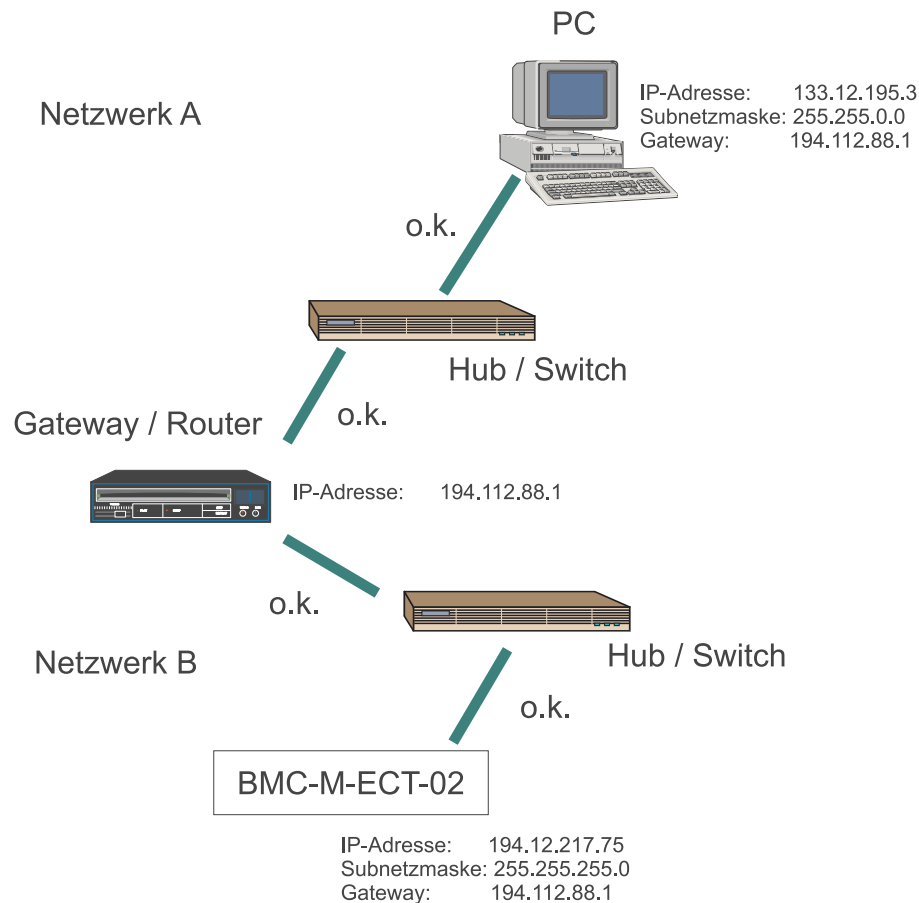 PC
Netzwerk A
IP-Adresse: 133.12.195.3
Subnetzmaske: 255.255.0.0
Gateway: 194.112.88.1
o.k.
Hub / Switch
o.k.
Gateway / Router
IP-Adresse: 194.112.88.1
o.k.
Netzwerk B
Hub / Switch
o.k.
BMC-M-ECT-02
IP-Adresse: 194.12.217.75
Subnetzmaske: 255.255.255.0
Gateway: 194.112.88.1